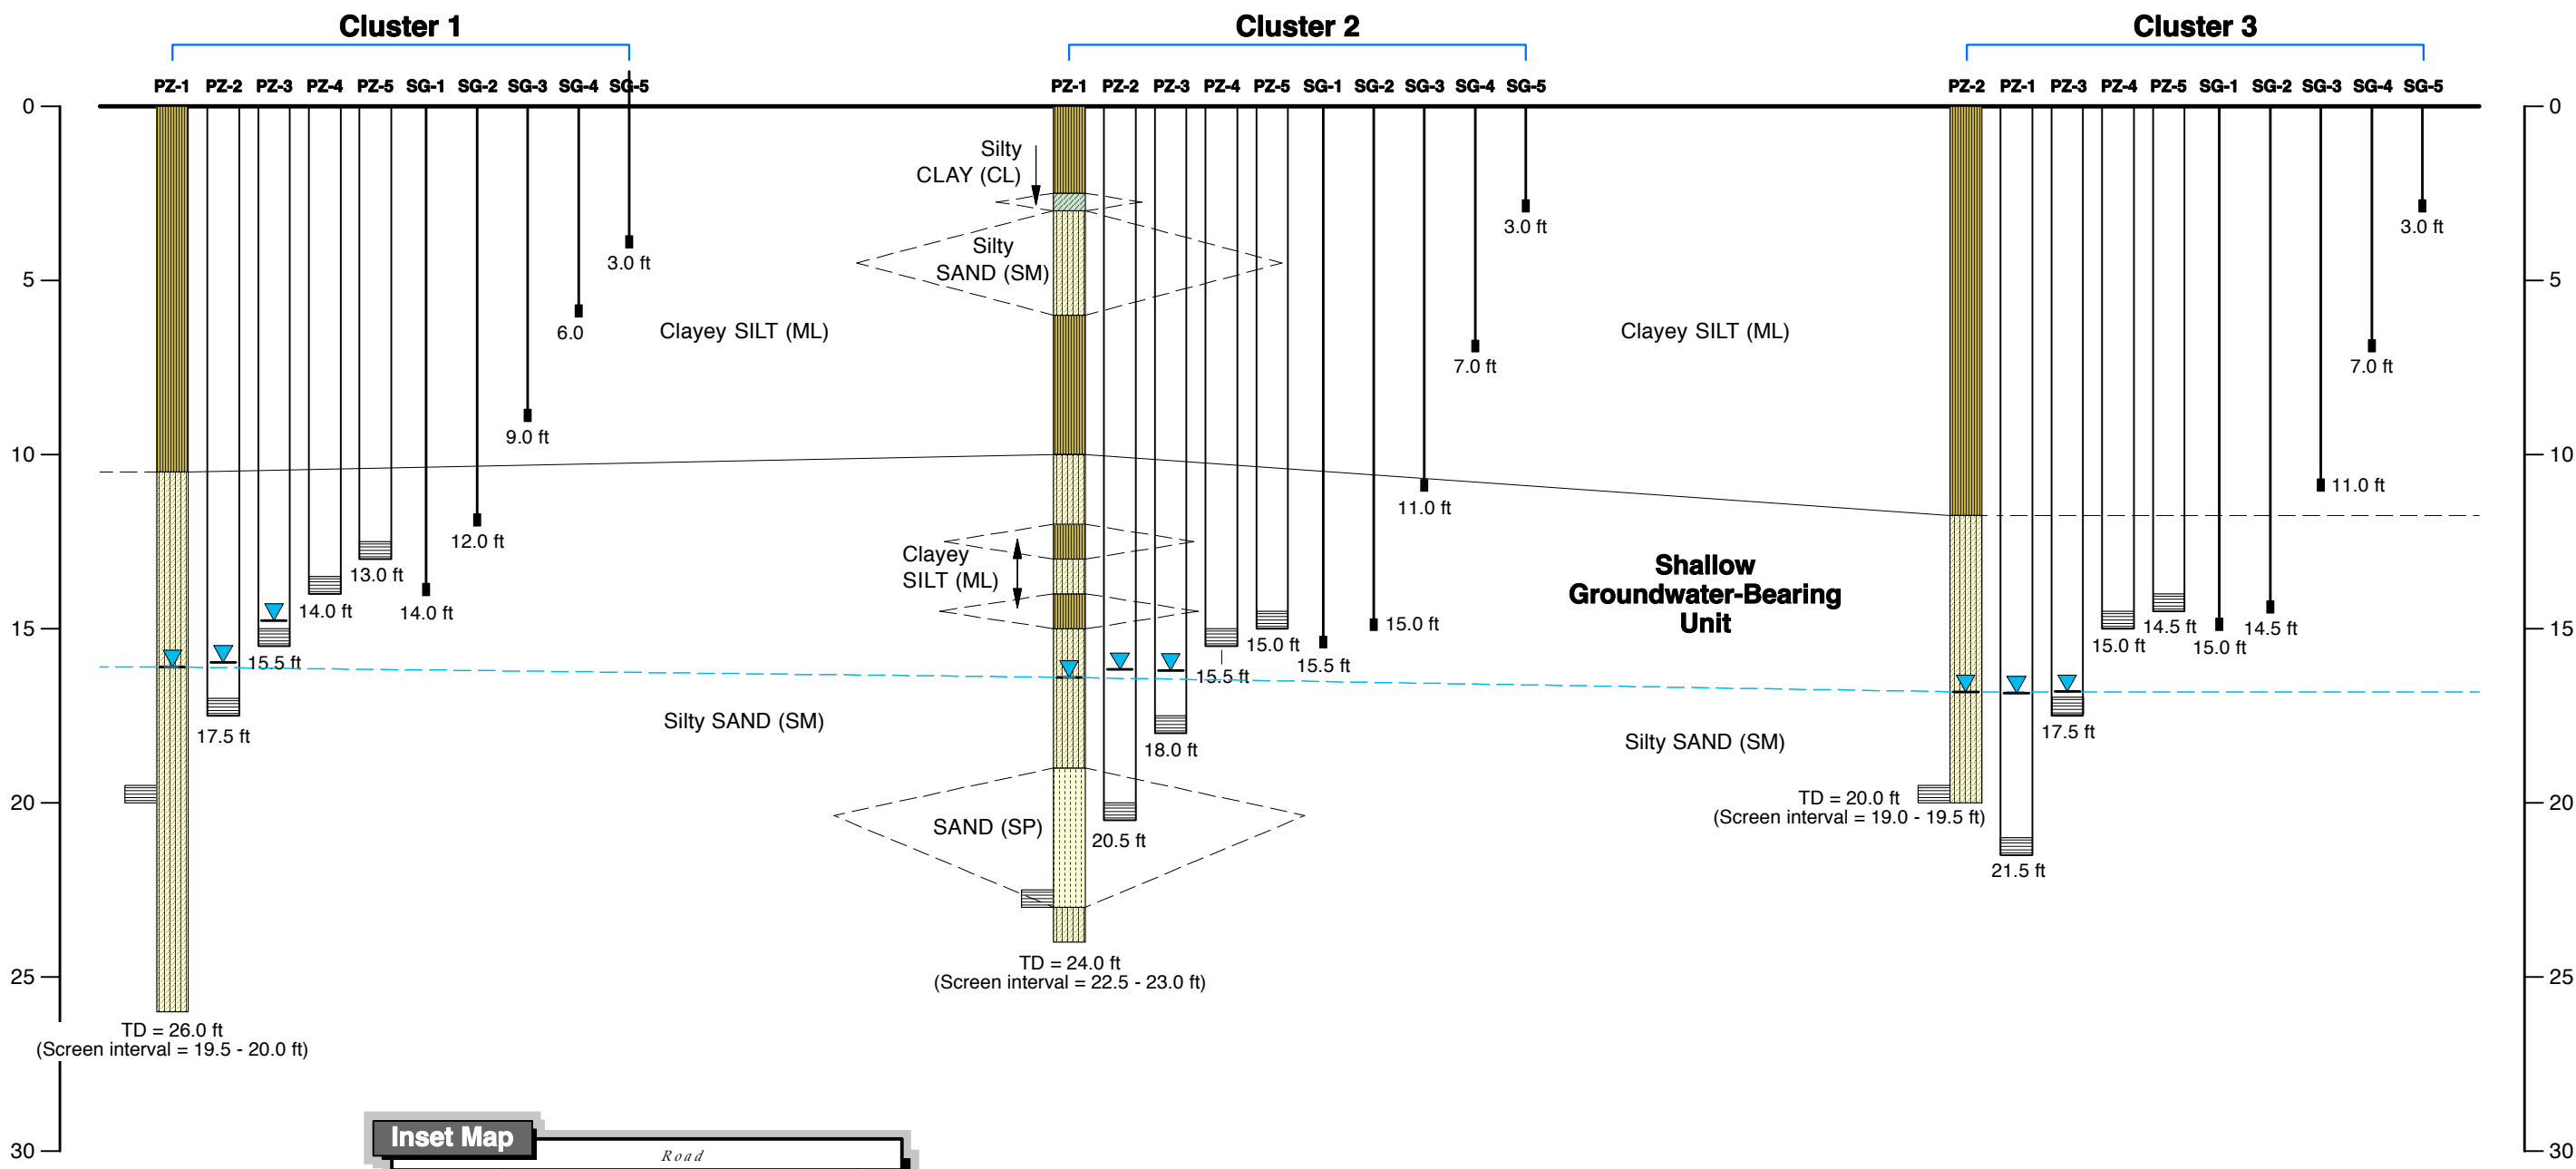 Cluster 1
Cluster 2
Cluster 3
PZ-1 PZ-2 PZ-3 PZ-4 PZ-5 SG-1 SG-2 SG-3 SG-4 SG-5
PZ-1 PZ-2 PZ-3 PZ-4 PZ-5 SG-1 SG-2 SG-3 SG-4 SG-5
PZ-2 PZ-1 PZ-3 PZ-4 PZ-5 SG-1 SG-2 SG-3 SG-4 SG-5
0
5
10
15
20
25
30
3.0 ft
6.0
9.0 ft
12.0 ft
13.0 ft
14.0 ft
14.0 ft
15.5 ft
17.5 ft
TD = 26.0 ft
(Screen interval = 19.5 - 20.0 ft)
Clayey SILT (ML)
Silty SAND (SM)
Silty
CLAY (CL)
Silty
SAND (SM)
Clayey
SILT (ML)
SAND (SP)
3.0 ft
7.0 ft
11.0 ft
15.0 ft
15.0 ft
15.5 ft
15.5 ft
18.0 ft
20.5 ft
TD = 24.0 ft
(Screen interval = 22.5 - 23.0 ft)
Clayey SILT (ML)
Shallow
Groundwater-Bearing
Unit
Silty SAND (SM)
3.0 ft
7.0 ft
11.0 ft
14.5 ft
14.5 ft
15.0 ft
15.0 ft
17.5 ft
TD = 20.0 ft
(Screen interval = 19.0 - 19.5 ft)
21.5 ft
0
5
10
15
20
25
30
Inset Map
Road